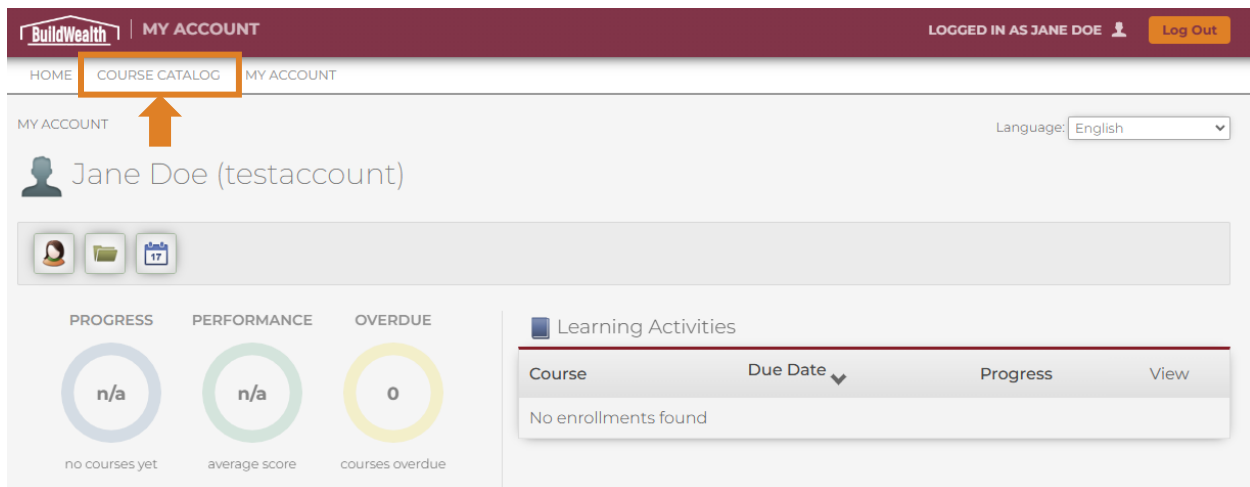 BuildWealth MY ACCOUNT LOGGED IN AS JANE DOE Log Out
HOME COURSE CATALOG MY ACCOUNT
MY ACCOUNT Language: English
Jane Doe (testaccount)
17
PROGRESS PERFORMANCE OVERDUE
n/a n/a 0
no courses yet average score courses overdue
Learning Activities
Course Due Date Progress View
No enrollments found